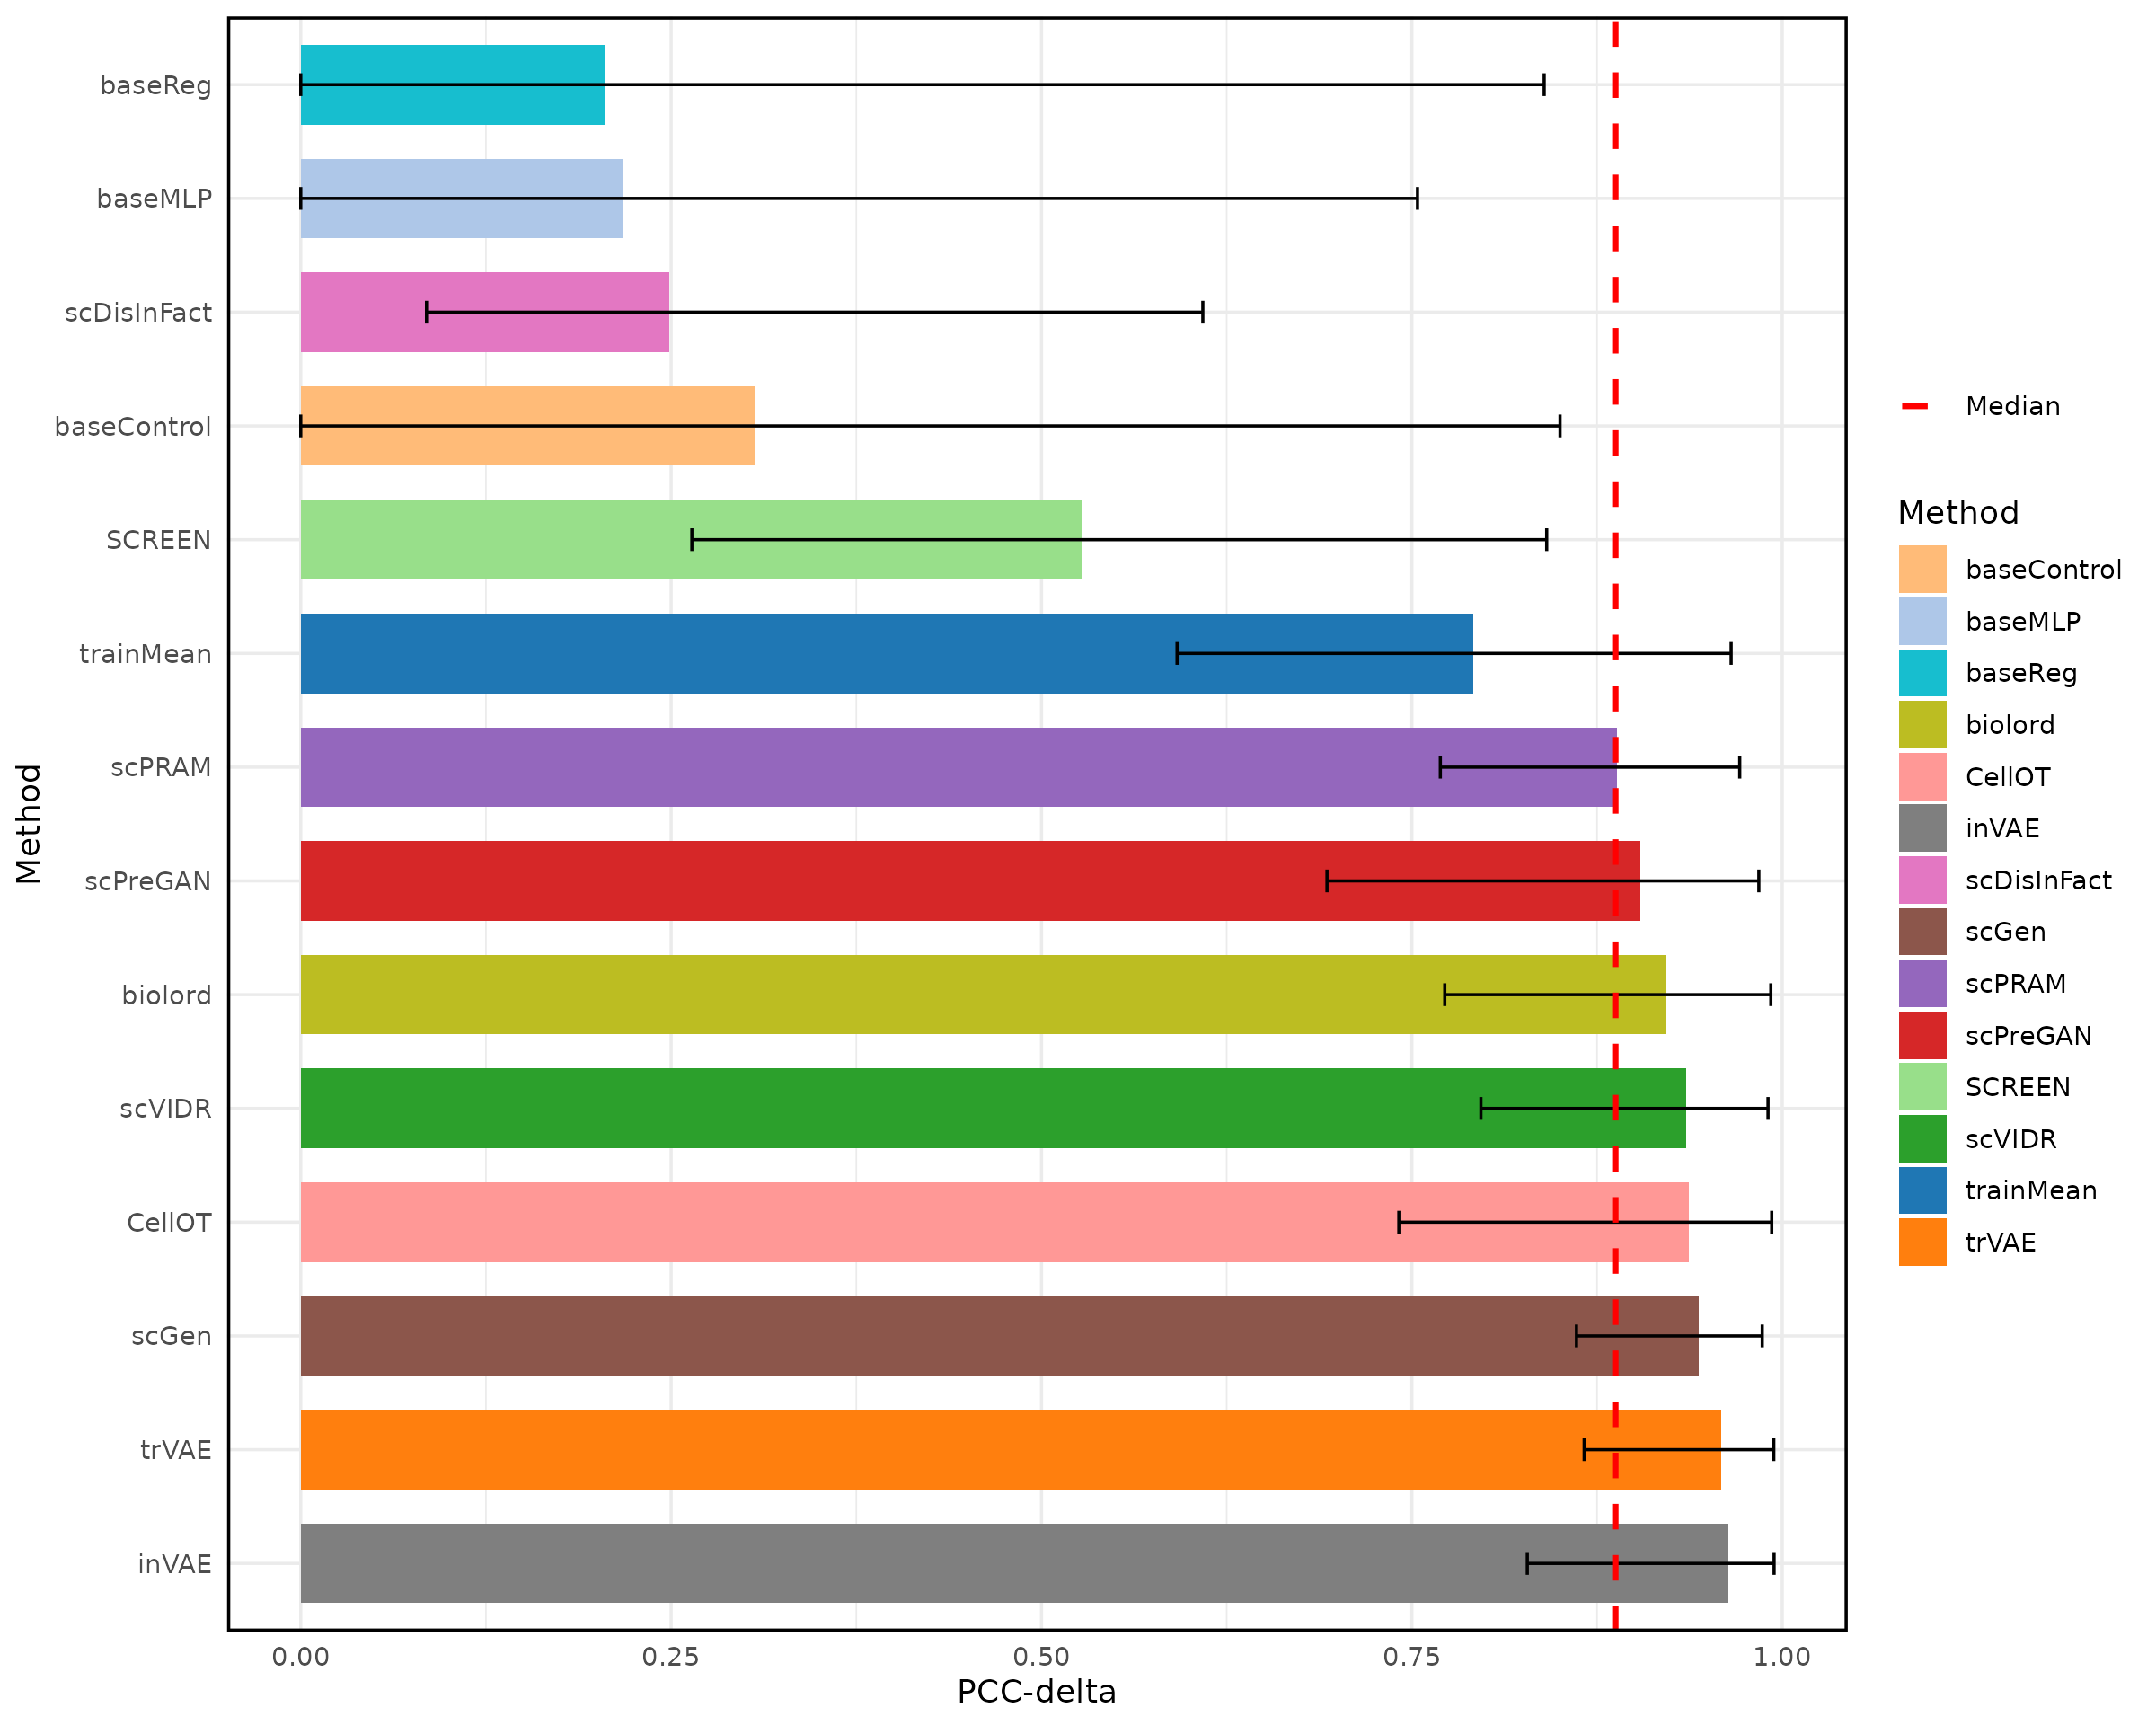 baseReg
baseMLP
scDisInFact
baseControl
SCREEN
trainMean
scPRAM
scPreGAN
biolord
scVIDR
CellOT
scGen
trVAE
inVAE
Method
0.00 0.25 0.50 0.75 1.00
PCC-delta
Median
Method
baseControl
baseMLP
baseReg
biolord
CellOT
inVAE
scDisInFact
scGen
scPRAM
scPreGAN
SCREEN
scVIDR
trainMean
trVAE